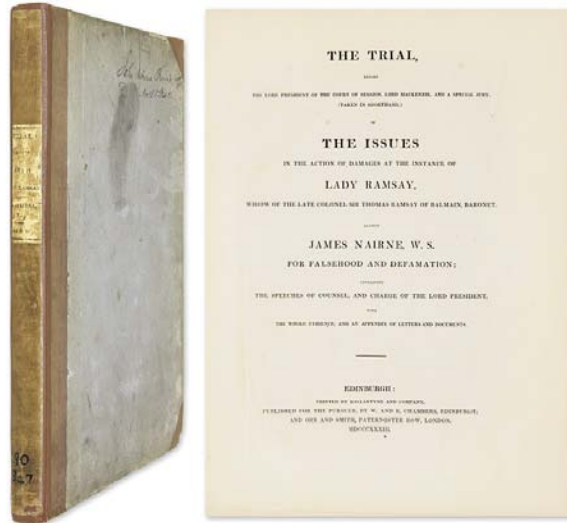 90
THE TRIAL,
BEFORE
THE LORD PRESIDENT OF THE COURT OF SESSION, LORD MACKENZIE, AND A SPECIAL JURY,
(TAKEN IN SHORTHAND,)
OF
THE ISSUES
IN THE ACTION OF DAMAGES AT THE INSTANCE OF
LADY RAMSAY,
WIDOW OF THE LATE COLONEL SIR THOMAS RAMSAY OF BALMAIN, BARONET,
AGAINST
JAMES NAIRNE, W. S.
FOR FALSEHOOD AND DEFAMATION;
CONTAINING
THE SPEECHES OF COUNSEL, AND CHARGE OF THE LORD PRESIDENT,
WITH
THE WHOLE EVIDENCE, AND AN APPENDIX OF LETTERS AND DOCUMENTS.
EDINBURGH:
PRINTED BY BALLANTYNE AND COMPANY,
PUBLISHED FOR THE PURSUER, BY W. AND R. CHAMBERS, EDINBURGH;
AND ORR AND SMITH, PATERNOSTER ROW, LONDON.
MDCCCXXXIII.